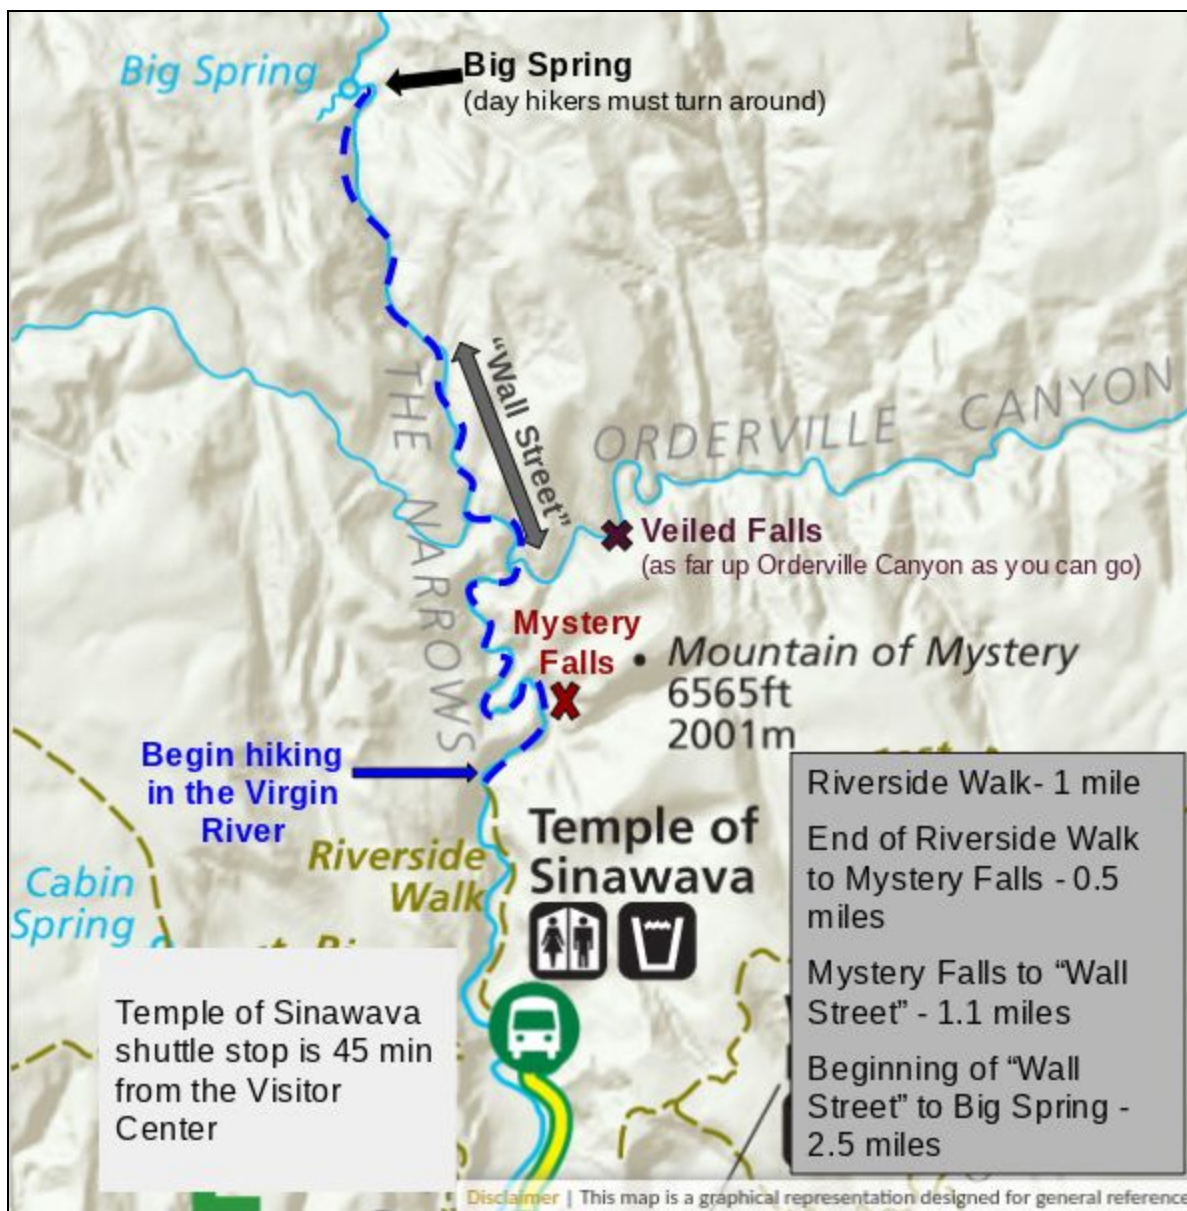 Big Spring
Big Spring
(day hikers must turn around)
"Wall Street"
THE NARROWS
ORDERVILLE CANYON
Veiled Falls
(as far up Orderville Canyon as you can go)
Mystery
Falls
Mountain of Mystery
6565ft
2001m
Begin hiking
in the Virgin
River
Riverside
Walk
Temple of
Sinawava
Cabin
Spring
Riverside Walk- 1 mile
End of Riverside Walk
to Mystery Falls - 0.5
miles
Mystery Falls to “Wall
Street” - 1.1 miles
Beginning of “Wall
Street” to Big Spring -
2.5 miles
Temple of Sinawava
shuttle stop is 45 min
from the Visitor
Center
Disclaimer | This map is a graphical representation designed for general reference